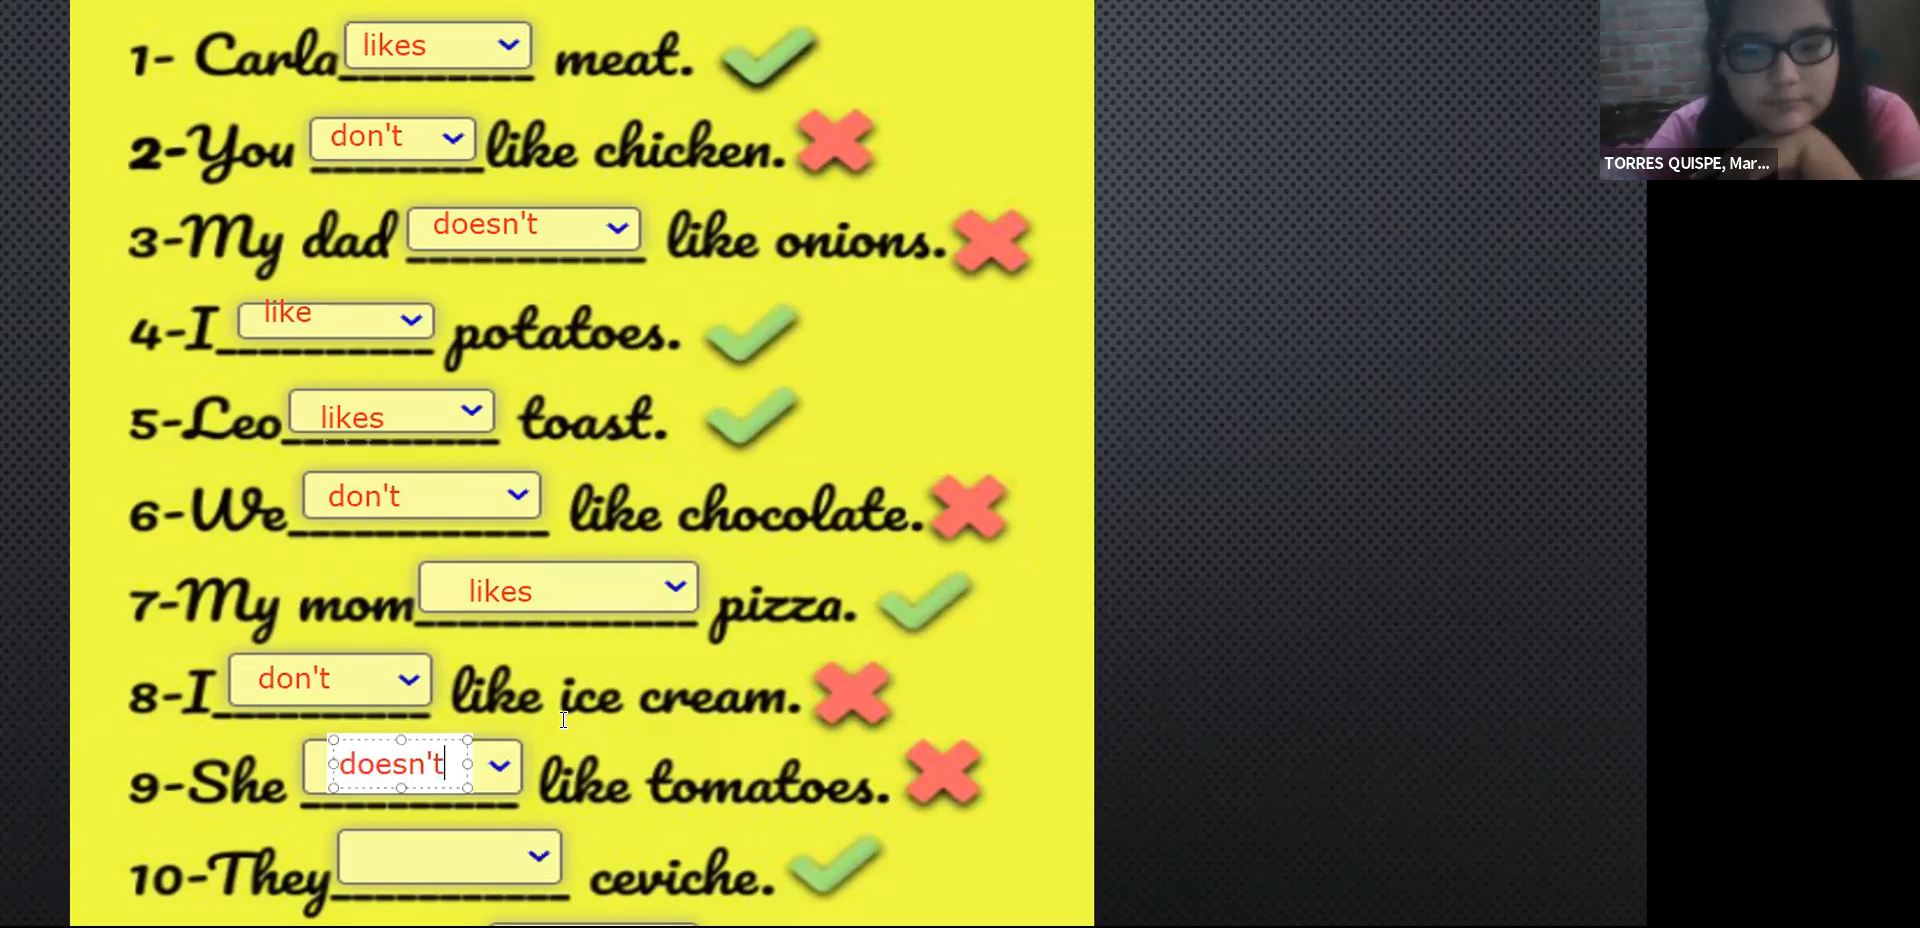 1- Carla likes meat.
2-You don't like chicken.
3-My dad doesn't like onions.
4-I like potatoes.
5-Leo likes toast.
6-We don't like chocolate.
7-My mom likes pizza.
8-I don't like ice cream.
9-She doesn't like tomatoes.
10-They ceviche.
TORRES QUISPE, Mar...